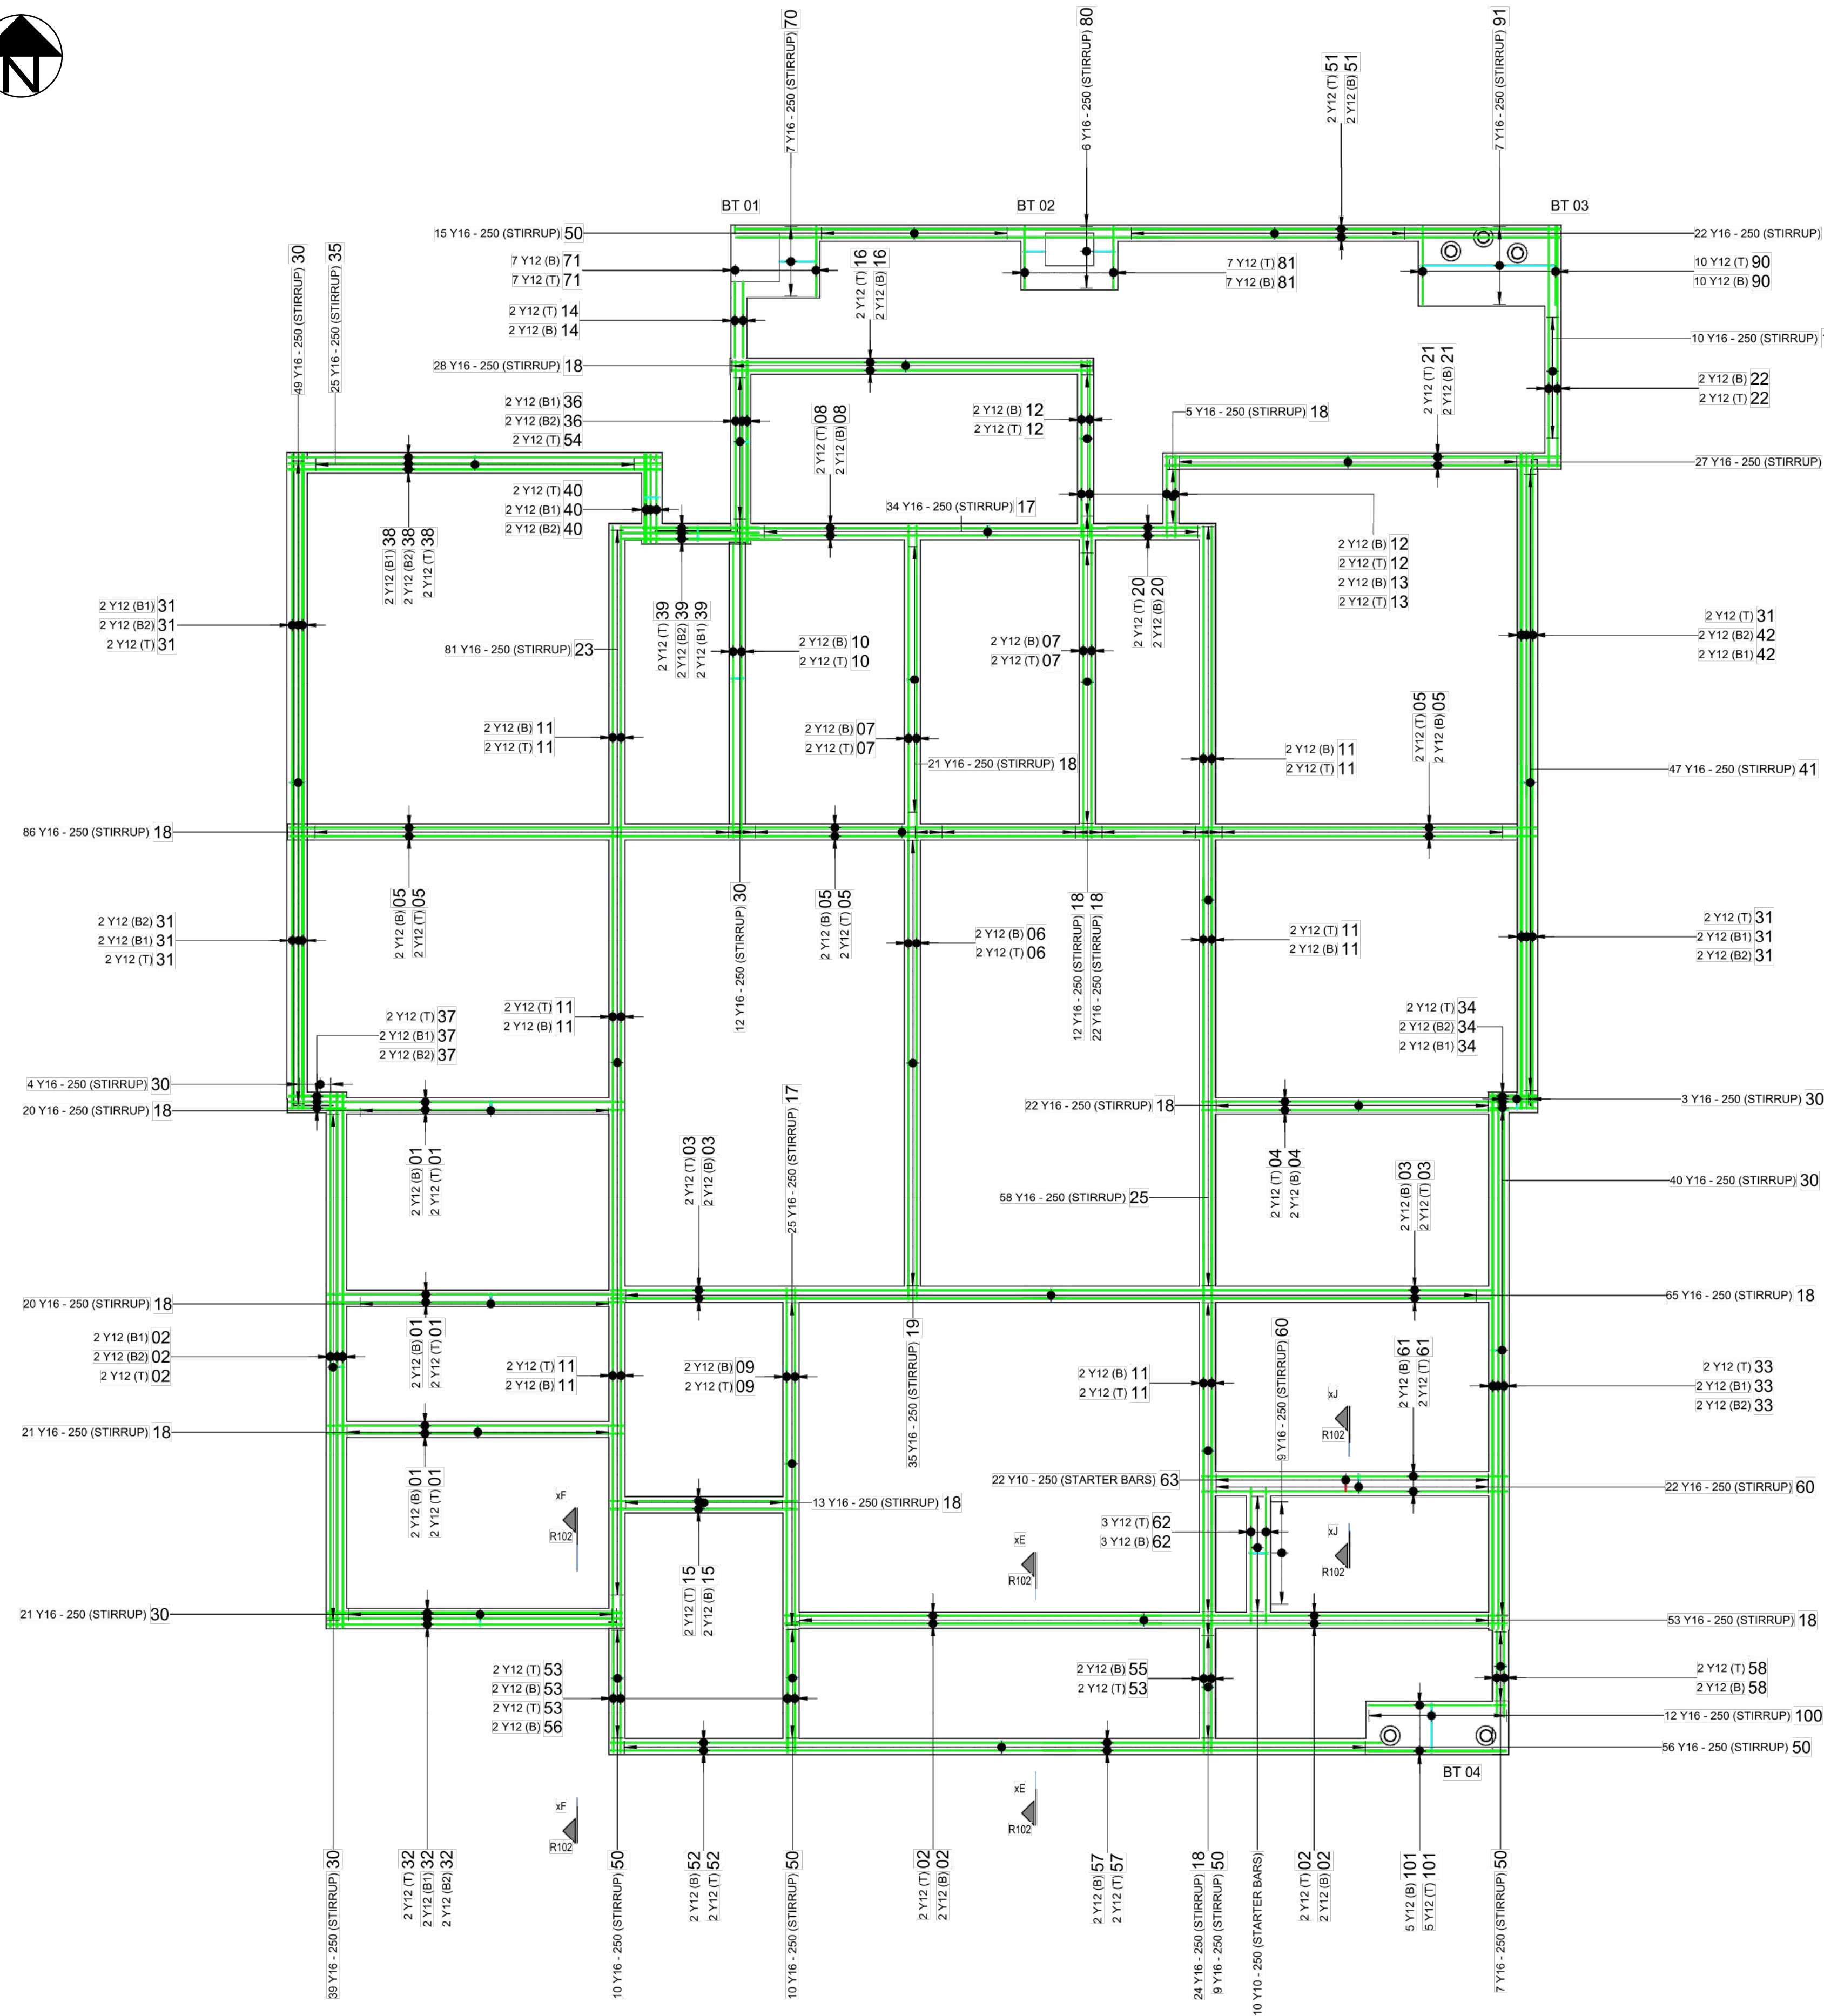 N
7 Y16 - 250 (STIRRUP) 70
6 Y16 - 250 (STIRRUP) 80
2 Y12 (T) 51
2 Y12 (B) 51
7 Y16 - 250 (STIRRUP) 91
BT 01
BT 02
BT 03
15 Y16 - 250 (STIRRUP) 50
22 Y16 - 250 (STIRRUP)
49 Y16 - 250 (STIRRUP) 30
25 Y16 - 250 (STIRRUP) 35
7 Y12 (B) 71
7 Y12 (T) 71
2 Y12 (T) 16
2 Y12 (B) 16
7 Y12 (T) 81
7 Y12 (B) 81
10 Y12 (T) 90
10 Y12 (B) 90
2 Y12 (T) 14
2 Y12 (B) 14
10 Y16 - 250 (STIRRUP)
28 Y16 - 250 (STIRRUP) 18
2 Y12 (T) 21
2 Y12 (B) 21
2 Y12 (B) 22
2 Y12 (T) 22
2 Y12 (B1) 36
2 Y12 (B2) 36
2 Y12 (T) 54
2 Y12 (T) 08
2 Y12 (B) 08
2 Y12 (B) 12
2 Y12 (T) 12
5 Y16 - 250 (STIRRUP) 18
27 Y16 - 250 (STIRRUP)
2 Y12 (T) 40
2 Y12 (B1) 40
2 Y12 (B2) 40
34 Y16 - 250 (STIRRUP) 17
2 Y12 (B1) 38
2 Y12 (B2) 38
2 Y12 (T) 38
2 Y12 (B) 12
2 Y12 (T) 12
2 Y12 (B) 13
2 Y12 (T) 13
2 Y12 (T) 39
2 Y12 (B2) 39
2 Y12 (B1) 39
2 Y12 (T) 20
2 Y12 (B) 20
2 Y12 (B1) 31
2 Y12 (B2) 31
2 Y12 (T) 31
81 Y16 - 250 (STIRRUP) 23
2 Y12 (B) 10
2 Y12 (T) 10
2 Y12 (B) 07
2 Y12 (T) 07
2 Y12 (T) 31
2 Y12 (B2) 42
2 Y12 (B1) 42
2 Y12 (B) 11
2 Y12 (T) 11
2 Y12 (B) 07
2 Y12 (T) 07
21 Y16 - 250 (STIRRUP) 18
2 Y12 (B) 11
2 Y12 (T) 11
2 Y12 (T) 05
2 Y12 (B) 05
47 Y16 - 250 (STIRRUP) 41
86 Y16 - 250 (STIRRUP) 18
2 Y12 (B) 05
2 Y12 (T) 05
12 Y16 - 250 (STIRRUP) 30
2 Y12 (B) 05
2 Y12 (T) 05
12 Y16 - 250 (STIRRUP) 18
22 Y16 - 250 (STIRRUP) 18
2 Y12 (B2) 31
2 Y12 (B1) 31
2 Y12 (T) 31
2 Y12 (B) 06
2 Y12 (T) 06
2 Y12 (T) 11
2 Y12 (B) 11
2 Y12 (T) 31
2 Y12 (B1) 31
2 Y12 (B2) 31
2 Y12 (T) 37
2 Y12 (B1) 37
2 Y12 (B2) 37
2 Y12 (T) 11
2 Y12 (B) 11
2 Y12 (T) 34
2 Y12 (B2) 34
2 Y12 (B1) 34
4 Y16 - 250 (STIRRUP) 30
20 Y16 - 250 (STIRRUP) 18
25 Y16 - 250 (STIRRUP) 17
22 Y16 - 250 (STIRRUP) 18
3 Y16 - 250 (STIRRUP) 30
2 Y12 (B) 01
2 Y12 (T) 01
2 Y12 (T) 03
2 Y12 (B) 03
58 Y16 - 250 (STIRRUP) 25
2 Y12 (T) 04
2 Y12 (B) 04
2 Y12 (B) 03
2 Y12 (T) 03
40 Y16 - 250 (STIRRUP) 30
20 Y16 - 250 (STIRRUP) 18
65 Y16 - 250 (STIRRUP) 18
2 Y12 (B1) 02
2 Y12 (B2) 02
2 Y12 (T) 02
2 Y12 (B) 01
2 Y12 (T) 01
2 Y12 (T) 11
2 Y12 (B) 11
2 Y12 (B) 09
2 Y12 (T) 09
35 Y16 - 250 (STIRRUP) 19
2 Y12 (B) 11
2 Y12 (T) 11
9 Y16 - 250 (STIRRUP) 60
xJ
R102
2 Y12 (B) 61
2 Y12 (T) 61
2 Y12 (T) 33
2 Y12 (B1) 33
2 Y12 (B2) 33
21 Y16 - 250 (STIRRUP) 18
2 Y12 (B) 01
2 Y12 (T) 01
22 Y10 - 250 (STARTER BARS) 63
22 Y16 - 250 (STIRRUP) 60
xF
R102
13 Y16 - 250 (STIRRUP) 18
xE
R102
3 Y12 (T) 62
3 Y12 (B) 62
xJ
R102
2 Y12 (T) 15
2 Y12 (B) 15
21 Y16 - 250 (STIRRUP) 30
53 Y16 - 250 (STIRRUP) 18
2 Y12 (T) 53
2 Y12 (B) 53
2 Y12 (T) 53
2 Y12 (B) 56
2 Y12 (B) 55
2 Y12 (T) 53
2 Y12 (T) 58
2 Y12 (B) 58
12 Y16 - 250 (STIRRUP) 100
56 Y16 - 250 (STIRRUP) 50
BT 04
xF
R102
xE
R102
39 Y16 - 250 (STIRRUP) 30
2 Y12 (T) 32
2 Y12 (B1) 32
2 Y12 (B2) 32
10 Y16 - 250 (STIRRUP) 50
2 Y12 (B) 52
2 Y12 (T) 52
10 Y16 - 250 (STIRRUP) 50
2 Y12 (T) 02
2 Y12 (B) 02
2 Y12 (B) 57
2 Y12 (T) 57
24 Y16 - 250 (STIRRUP) 18
9 Y16 - 250 (STIRRUP) 50
10 Y10 - 250 (STARTER BARS)
2 Y12 (T) 02
2 Y12 (B) 02
5 Y12 (B) 101
5 Y12 (T) 101
7 Y16 - 250 (STIRRUP) 50